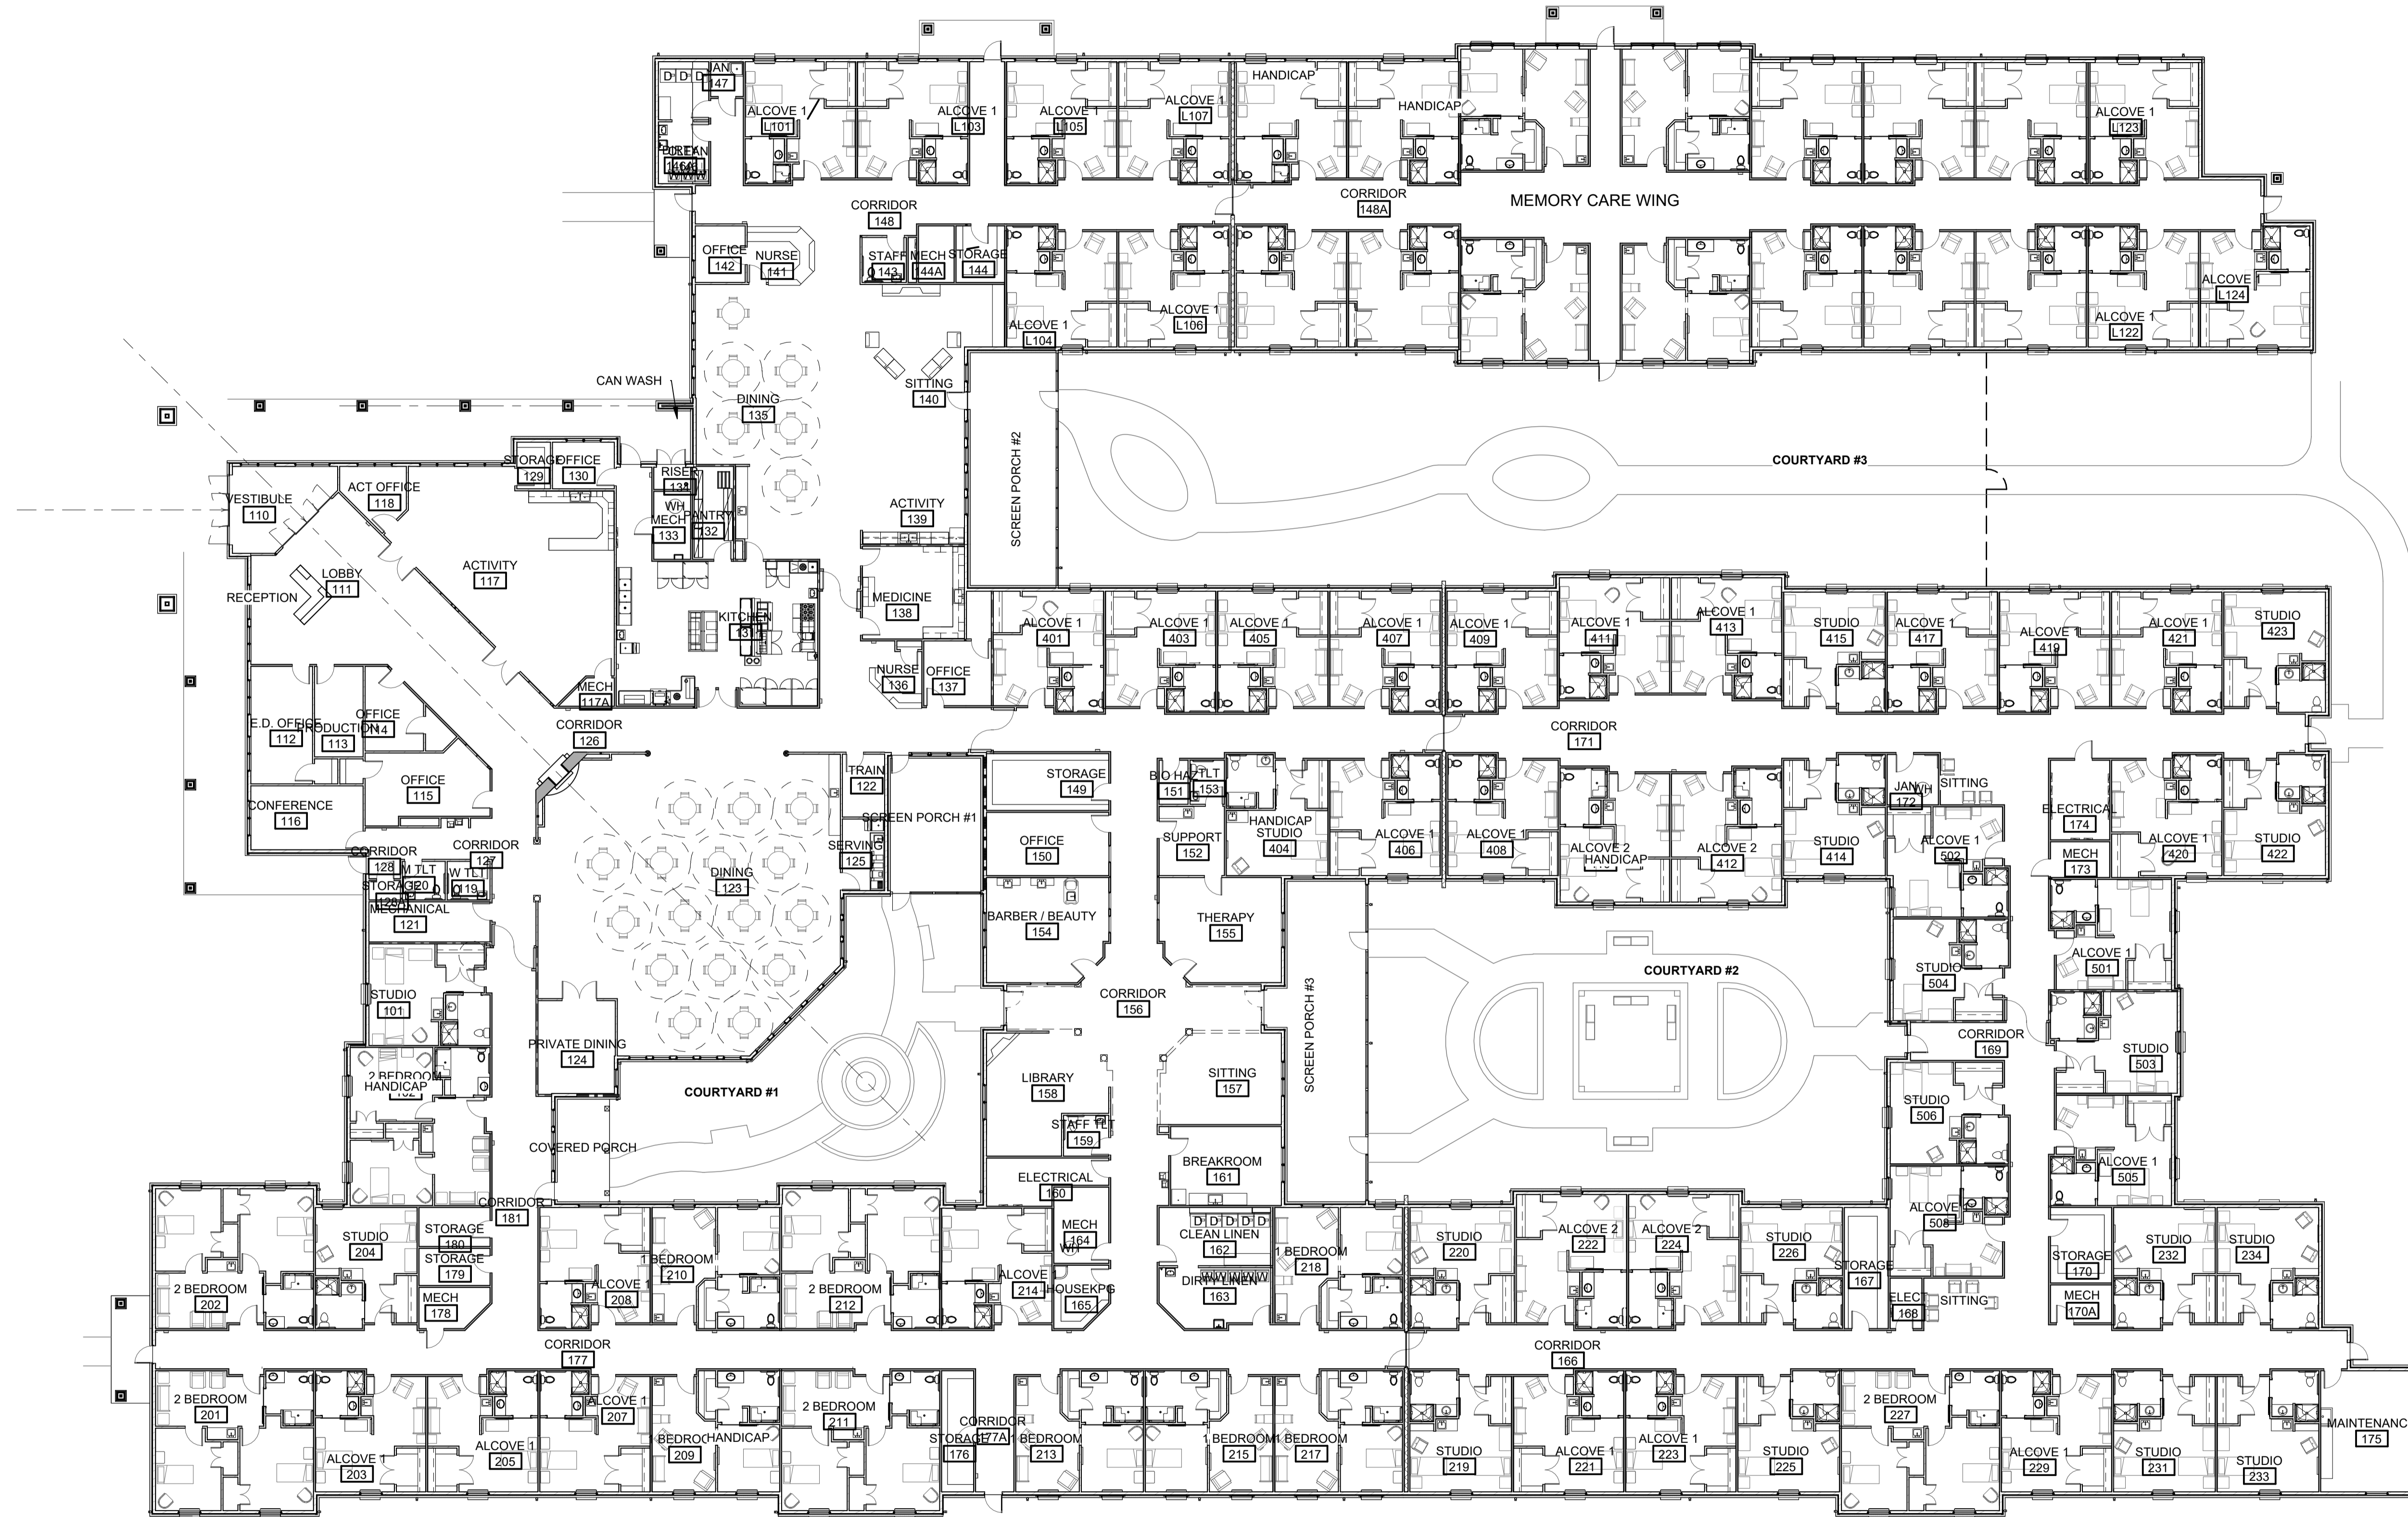 JAN
147
D D D
ALCOVE 1
L101
ALCOVE 1
L103
ALCOVE 1
L105
ALCOVE 1
L107
HANDICAP
HANDICAP
ALCOVE 1
L123
CORRIDOR
148
CORRIDOR
148A
MEMORY CARE WING
OFFICE
142
NURSE
141
STAFF
143
MECH
144A
STORAGE
144
ALCOVE 1
L104
ALCOVE 1
L106
ALCOVE 1
L122
ALCOVE
L124
CAN WASH
DINING
135
SITTING
140
SCREEN PORCH #2
COURTYARD #3
VESTIBULE
110
ACT OFFICE
118
STORAGE
129
OFFICE
130
RISER
134
WH
MECH
133
PANTRY
132
ACTIVITY
139
LOBBY
111
RECEPTION
ACTIVITY
117
KITCHEN
131
MEDICINE
138
NURSE
136
OFFICE
137
ALCOVE 1
401
ALCOVE 1
403
ALCOVE 1
405
ALCOVE 1
407
ALCOVE 1
409
ALCOVE 1
411
ALCOVE 1
413
STUDIO
415
ALCOVE 1
417
ALCOVE 1
419
ALCOVE 1
421
STUDIO
423
MECH
117A
CORRIDOR
126
E.D. OFFICE
112
PRODUCTION
113
OFFICE
114
OFFICE
115
CONFERENCE
116
CORRIDOR
171
TRAIN
122
SCREEN PORCH #1
SERVING
125
STORAGE
149
OFFICE
150
151
TLT
153
SUPPORT
152
HANDICAP
STUDIO
404
ALCOVE 1
406
ALCOVE 1
408
ALCOVE 2
HANDICAP
ALCOVE 2
412
STUDIO
414
JAN
172
WH
SITTING
ALCOVE 1
502
ELECTRICAL
174
MECH
173
ALCOVE 1
420
STUDIO
422
CORRIDOR
128
CORRIDOR
127
M TLT
120
W TLT
119
STORAGE
MECHANICAL
121
DINING
123
BARBER / BEAUTY
154
THERAPY
155
STUDIO
101
PRIVATE DINING
124
2 BEDROOM
HANDICAP
CORRIDOR
156
SCREEN PORCH #3
COURTYARD #2
STUDIO
504
ALCOVE 1
501
CORRIDOR
169
STUDIO
503
COURTYARD #1
LIBRARY
158
SITTING
157
STAFF TLT
159
STUDIO
506
COVERED PORCH
BREAKROOM
161
ALCOVE 1
505
ELECTRICAL
160
ALCOVE
508
CORRIDOR
181
STORAGE
180
STORAGE
179
MECH
178
STUDIO
204
2 BEDROOM
202
ALCOVE 1
208
1 BEDROOM
210
2 BEDROOM
212
ALCOVE
214
MECH
164
WH
HOUSEKPG
165
D D D D D
CLEAN LINEN
162
WWWWW
DIRTY LINEN
163
1 BEDROOM
218
STUDIO
220
ALCOVE 2
222
ALCOVE 2
224
STUDIO
226
STORAGE
167
ELECT
168
SITTING
STORAGE
170
MECH
170A
STUDIO
232
STUDIO
234
CORRIDOR
177
CORRIDOR
166
2 BEDROOM
201
ALCOVE 1
203
ALCOVE 1
205
ALCOVE 1
207
209
HANDICAP
2 BEDROOM
211
STORAGE
176
CORRIDOR
177A
1 BEDROOM
213
1 BEDROOM
215
1 BEDROOM
217
STUDIO
219
ALCOVE 1
221
ALCOVE 1
223
STUDIO
225
2 BEDROOM
227
ALCOVE 1
229
STUDIO
231
STUDIO
233
175